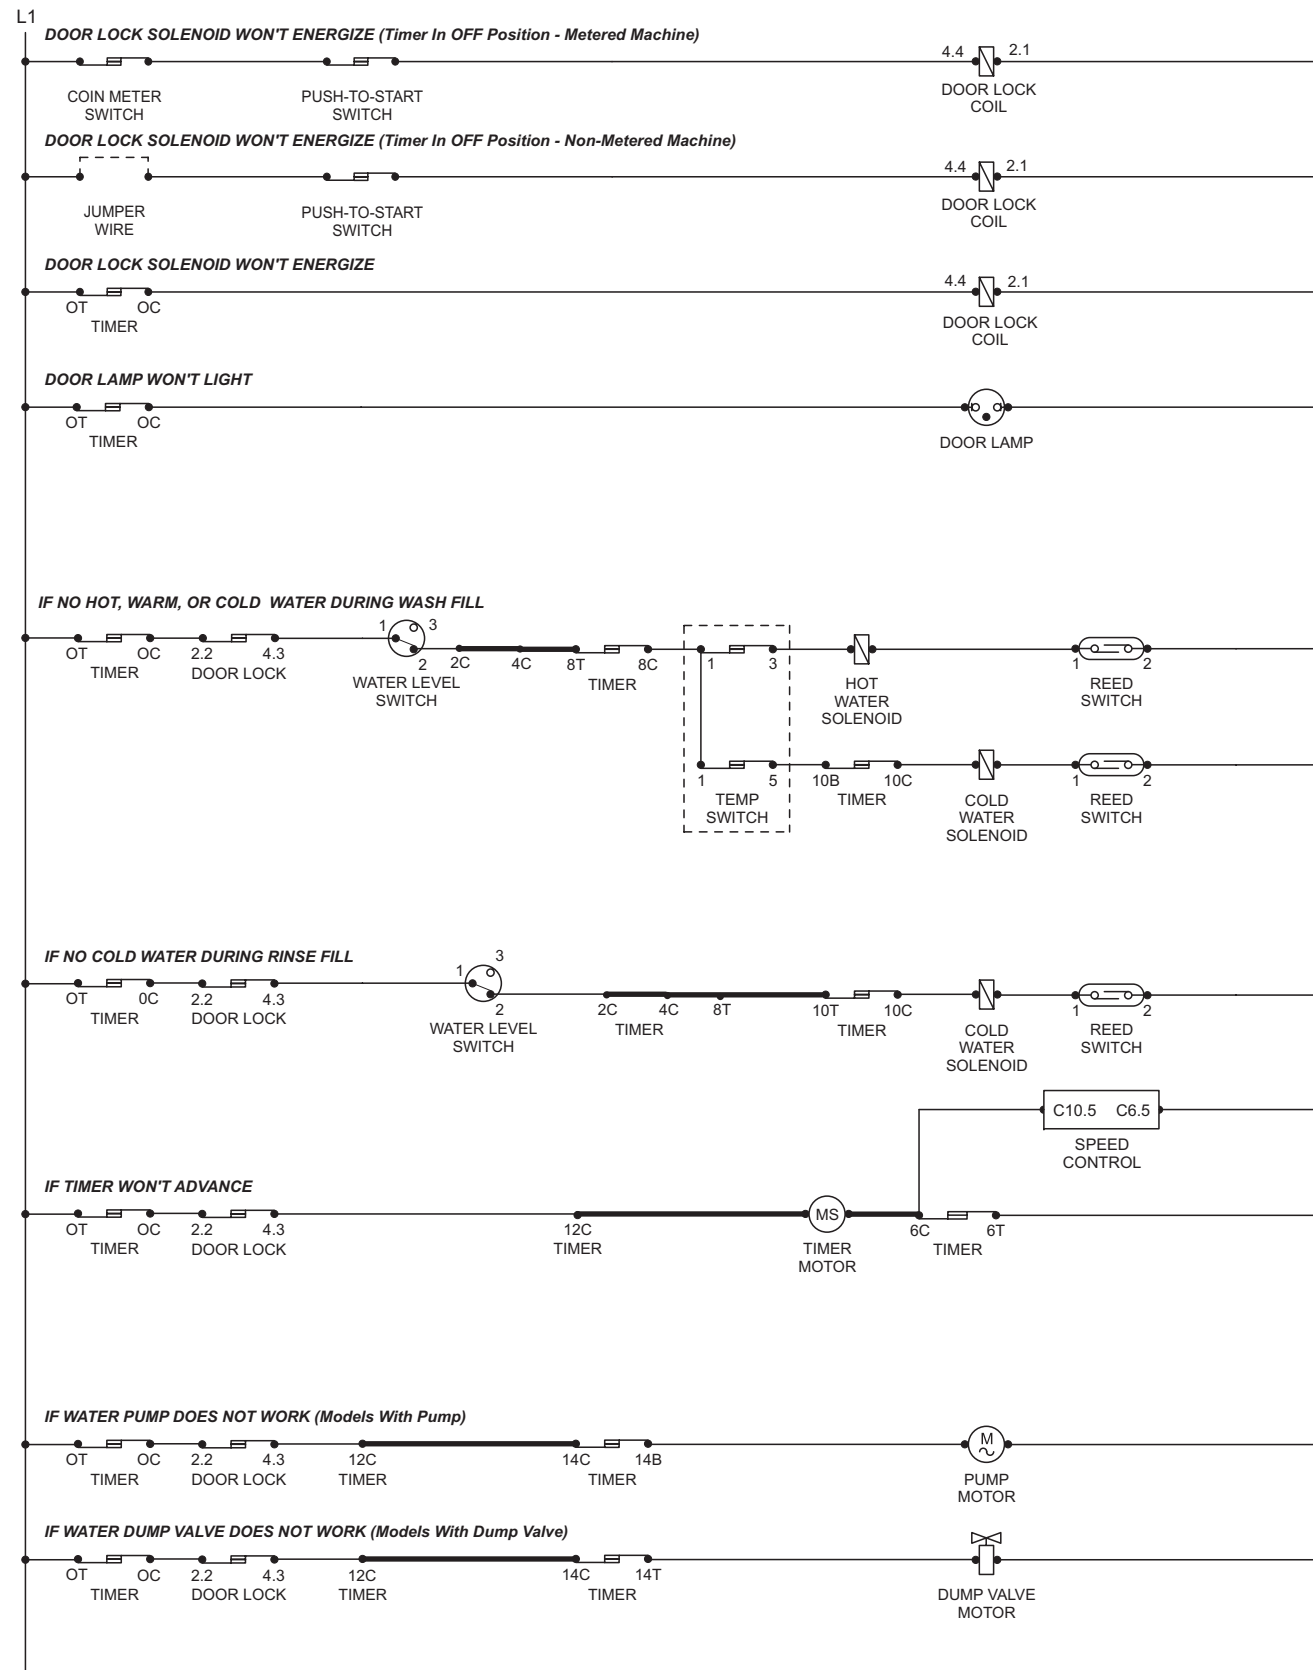 L1
DOOR LOCK SOLENOID WON'T ENERGIZE (Timer In OFF Position - Metered Machine)
4.4 2.1
COIN METER PUSH-TO-START DOOR LOCK
SWITCH SWITCH COIL
DOOR LOCK SOLENOID WON'T ENERGIZE (Timer In OFF Position - Non-Metered Machine)
4.4 2.1
JUMPER PUSH-TO-START DOOR LOCK
WIRE SWITCH COIL
DOOR LOCK SOLENOID WON'T ENERGIZE
4.4 2.1
OT OC
TIMER DOOR LOCK
COIL
DOOR LAMP WON'T LIGHT
OT OC
TIMER DOOR LAMP
IF NO HOT, WARM, OR COLD WATER DURING WASH FILL
1 3
OT OC 2.2 4.3 2 2C 4C 8T 8C 1 3 1 2
TIMER DOOR LOCK WATER LEVEL TIMER HOT REED
SWITCH WATER SWITCH
SOLENOID
1 5 10B 10C 1 2
TEMP TIMER COLD REED
SWITCH WATER SWITCH
SOLENOID
IF NO COLD WATER DURING RINSE FILL
1 3
OT 0C 2.2 4.3 2 2C 4C 8T 10T 10C 1 2
TIMER DOOR LOCK WATER LEVEL TIMER TIMER COLD REED
SWITCH WATER SWITCH
SOLENOID
C10.5 C6.5
SPEED
CONTROL
IF TIMER WON'T ADVANCE
MS
OT OC 2.2 4.3 12C 6C 6T
TIMER DOOR LOCK TIMER TIMER TIMER
MOTOR
IF WATER PUMP DOES NOT WORK (Models With Pump)
M
OT OC 2.2 4.3 12C 14C 14B
TIMER DOOR LOCK TIMER TIMER PUMP
MOTOR
IF WATER DUMP VALVE DOES NOT WORK (Models With Dump Valve)
OT OC 2.2 4.3 12C 14C 14T
TIMER DOOR LOCK TIMER TIMER DUMP VALVE
MOTOR